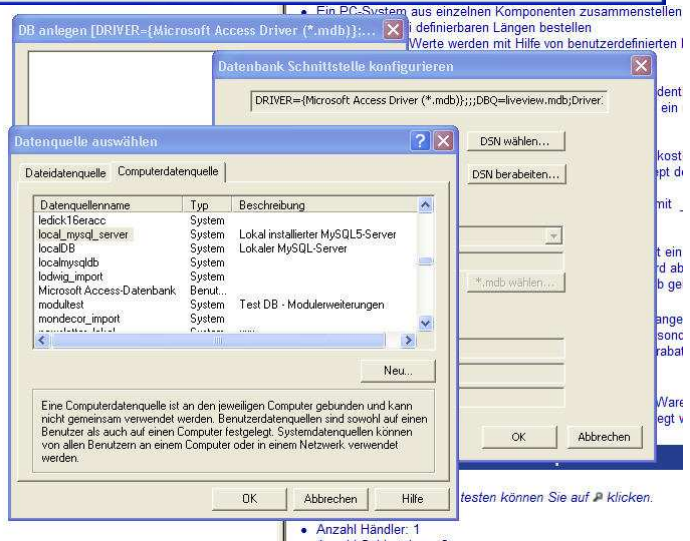 Ein PC-System aus einzelnen Komponenten zusammenstellen
DB anlegen [DRIVER={Microsoft Access Driver (*.mdb)};...
i definierbaren Längen bestellen
Werte werden mit Hilfe von benutzerdefinierten
Datenbank Schnittstelle konfigurieren
DRIVER={Microsoft Access Driver (*.mdb)};;;DBQ=liveview.mdb;Driver
ein
Datenquelle auswählen
DSN wählen...
Dateidatenquelle Computerdatenquelle
DSN berabeiten...
Datenquellenname Typ Beschreibung
ledick16eracc System
local_mysql_server System Lokal installierter MySQL5-Server
localDB System Lokaler MySQL-Server
localmysqldb System
lodwig_import System
Microsoft Access-Datenbank Benut...
*.mdb wählen...
modultest System Test DB - Modulerweiterungen
mondecor_import System
Neu...
Eine Computerdatenquelle ist an den jeweiligen Computer gebunden und kann
nicht gemeinsam verwendet werden. Benutzerdatenquellen sind sowohl auf einen
Benutzer als auch auf einen Computer festgelegt. Systemdatenquellen können
von allen Benutzern an einem Computer oder in einem Netzwerk verwendet
werden.
OK Abbrechen
OK Abbrechen Hilfe
testen können Sie auf klicken.
Anzahl Händler: 1